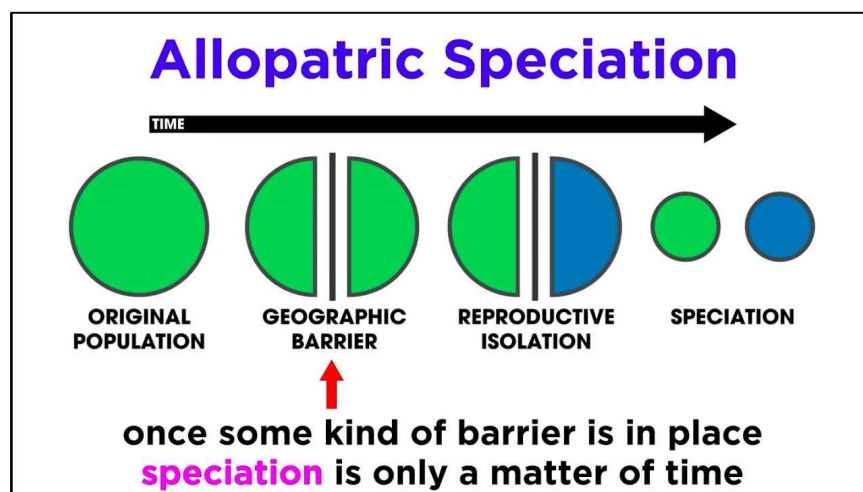 Allopatric Speciation
TIME
ORIGINAL
POPULATION
GEOGRAPHIC
BARRIER
REPRODUCTIVE
ISOLATION
SPECIATION
once some kind of barrier is in place
speciation is only a matter of time